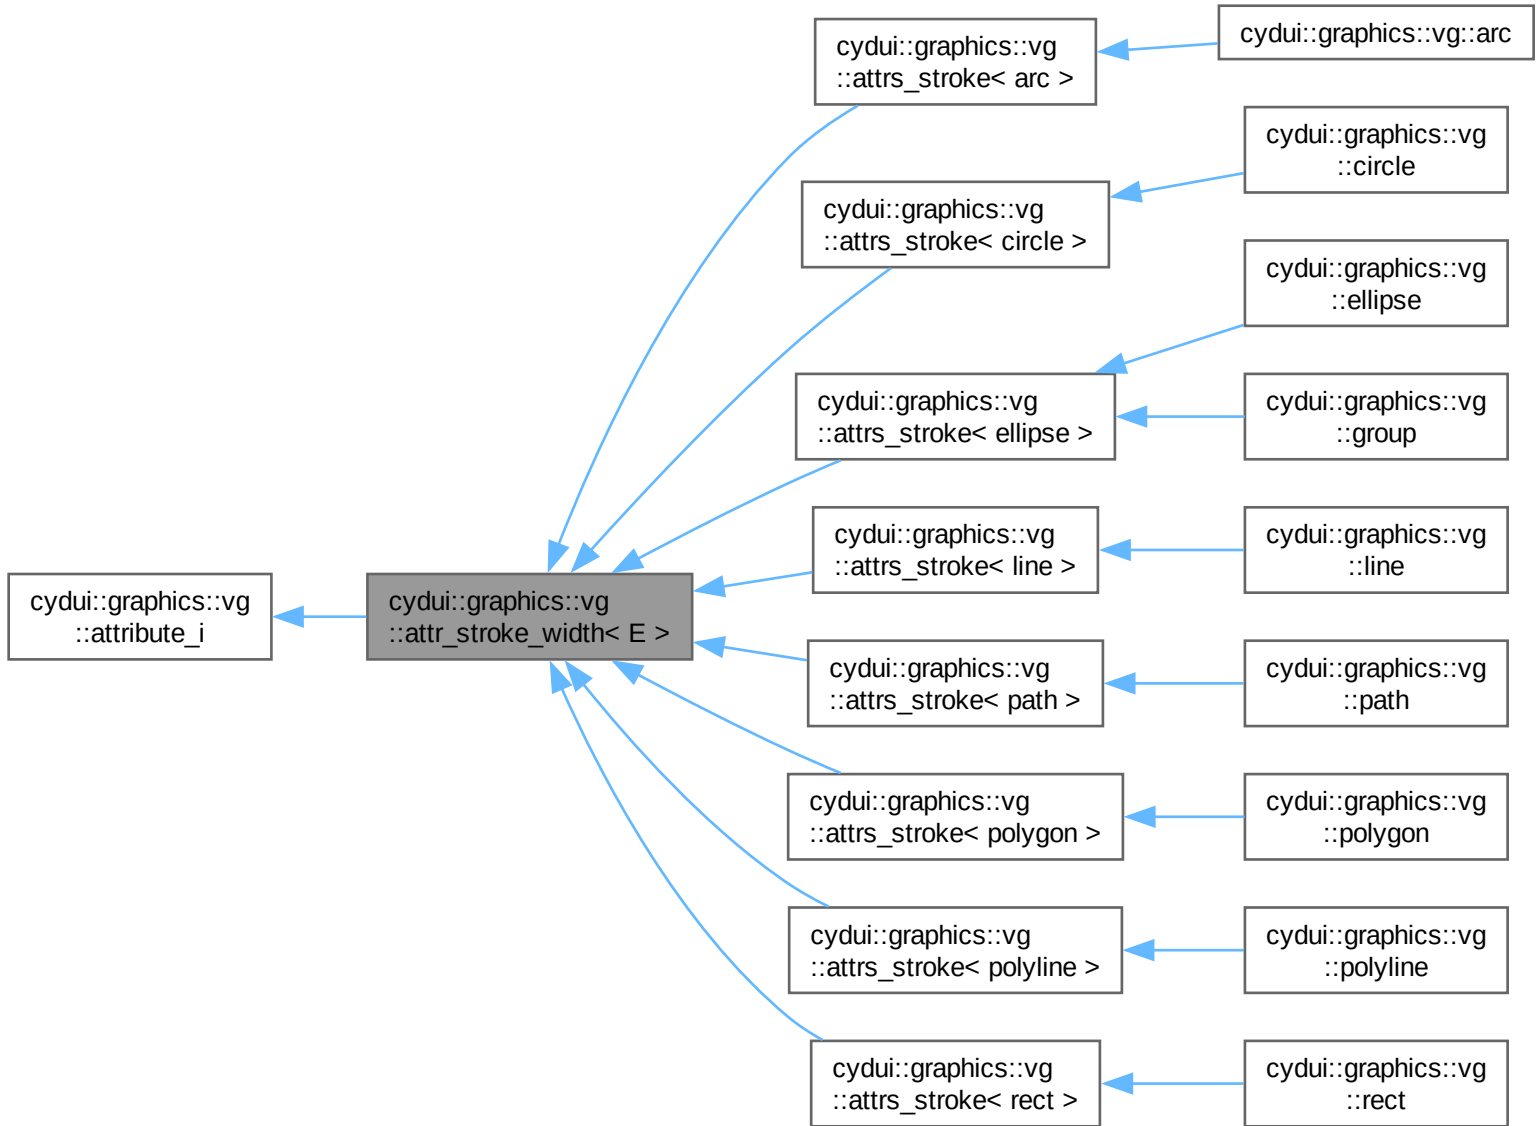 cydui::graphics::vg
::attribute_i
cydui::graphics::vg
::attr_stroke_width< E >
cydui::graphics::vg
::attrs_stroke< arc >
cydui::graphics::vg::arc
cydui::graphics::vg
::attrs_stroke< circle >
cydui::graphics::vg
::circle
cydui::graphics::vg
::attrs_stroke< ellipse >
cydui::graphics::vg
::ellipse
cydui::graphics::vg
::group
cydui::graphics::vg
::attrs_stroke< line >
cydui::graphics::vg
::line
cydui::graphics::vg
::attrs_stroke< path >
cydui::graphics::vg
::path
cydui::graphics::vg
::attrs_stroke< polygon >
cydui::graphics::vg
::polygon
cydui::graphics::vg
::attrs_stroke< polyline >
cydui::graphics::vg
::polyline
cydui::graphics::vg
::attrs_stroke< rect >
cydui::graphics::vg
::rect